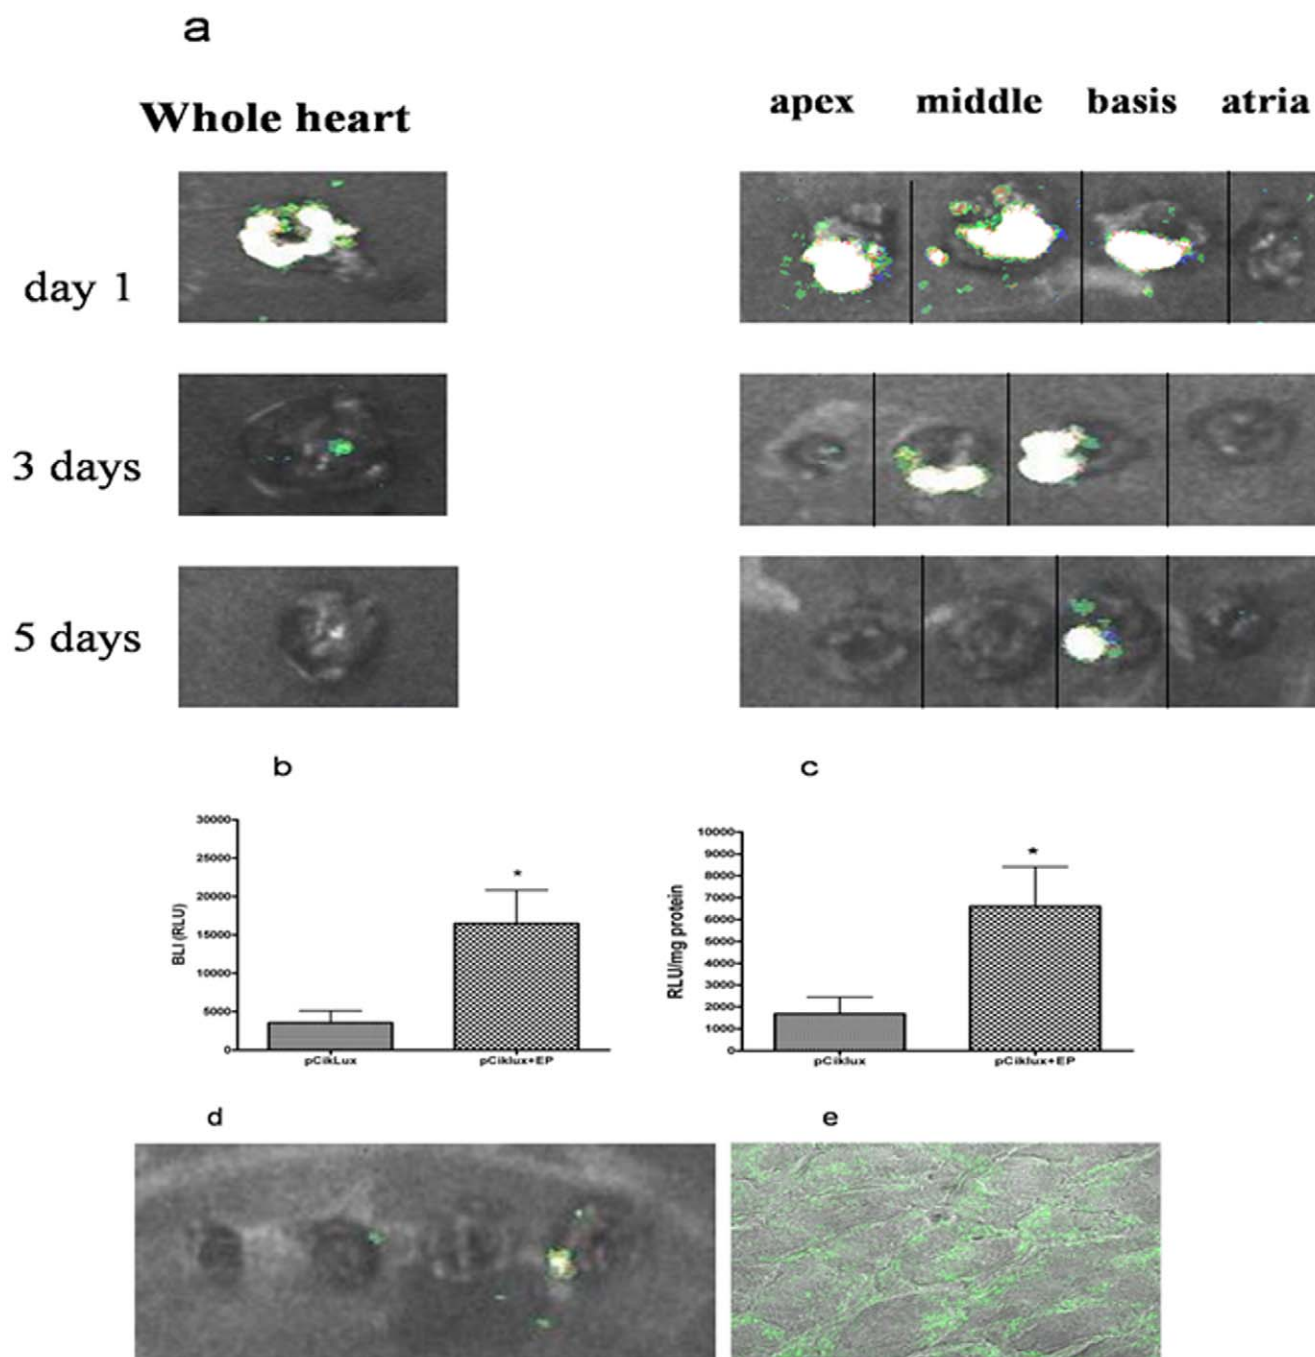 a
Whole heart
apex middle basis atria
day 1
3 days
5 days
b
c
BLI (RLU)
30000
25000
20000
15000
10000
5000
0
*
pCikLux pCiklux+EP
RLU/mg protein
10000
9000
8000
7000
6000
5000
4000
3000
2000
1000
0
*
pCiklux pCiklux+EP
d
e